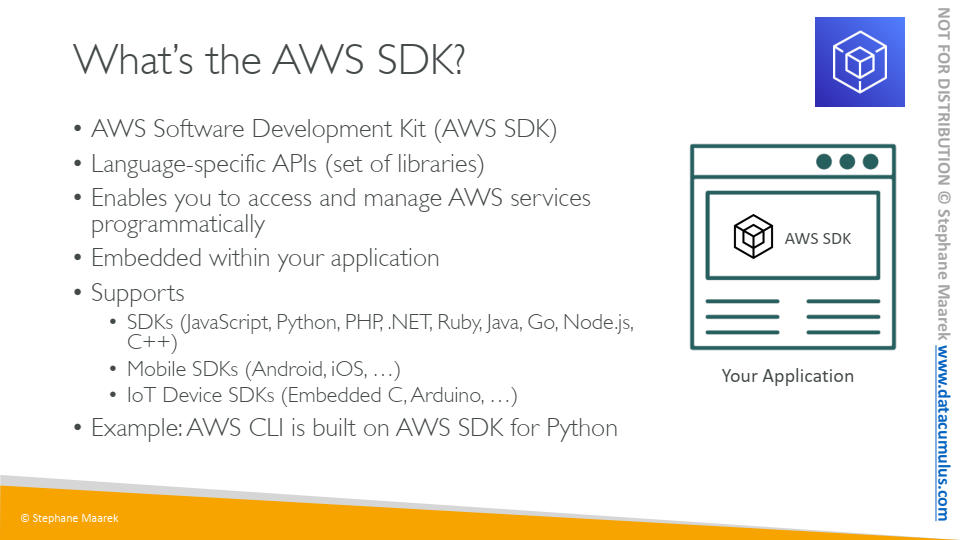 What's the AWS SDK?
• AWS Software Development Kit (AWS SDK)
• Language-specific APIs (set of libraries)
• Enables you to access and manage AWS services
programmatically
• Embedded within your application
• Supports
• SDKs (JavaScript, Python, PHP, .NET, Ruby, Java, Go, Node.js,
C++)
• Mobile SDKs (Android, iOS, …)
• IoT Device SDKs (Embedded C, Arduino, …)
• Example: AWS CLI is built on AWS SDK for Python
AWS SDK
Your Application
NOT FOR DISTRIBUTION © Stephane Maarek www.datacumulus.com
© Stephane Maarek